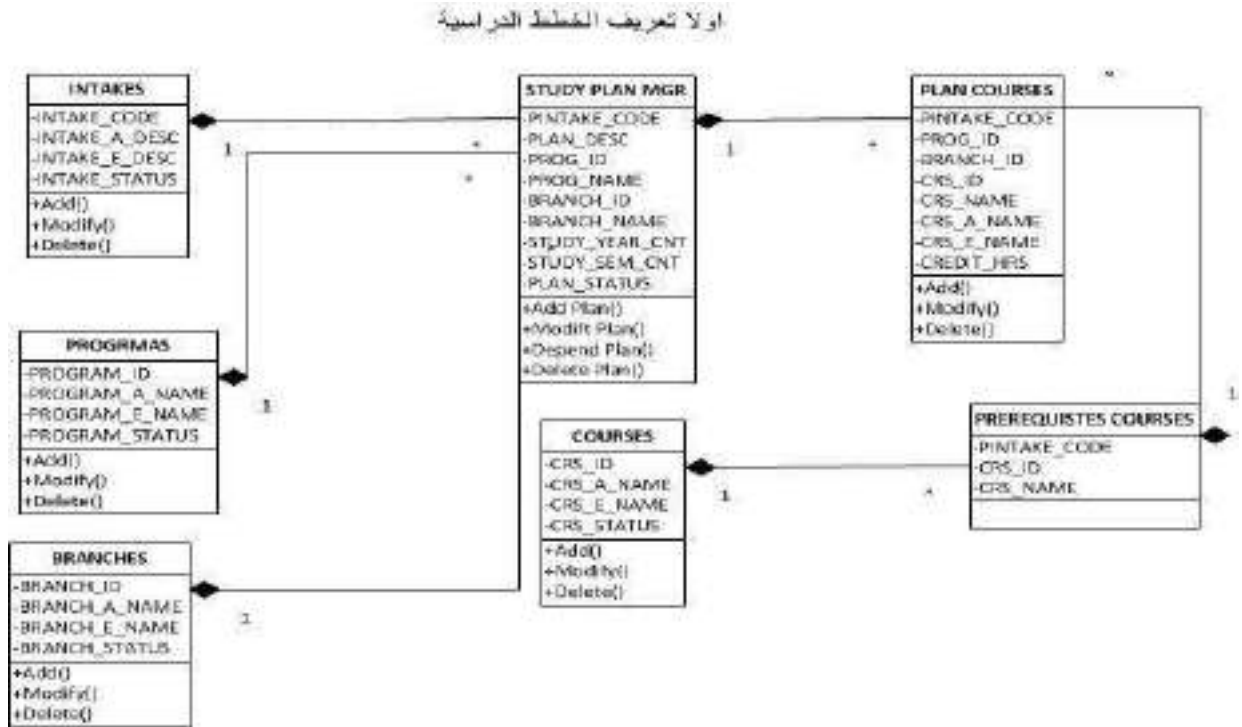 اولا تعريف الخطط الدراسية
INTAKES
-INTAKE_CODE
-INTAKE_A_DESC
-INTAKE_E_DESC
-INTAKE_STATUS
+Add()
+Modify()
+Delete()
1
*
STUDY PLAN MGR
-PINTAKE_CODE
-PLAN_DESC
-PROG_ID
-PROG_NAME
-BRANCH_ID
-BRANCH_NAME
-STUDY_YEAR_CNT
-STUDY_SEM_CNT
-PLAN_STATUS
+Add Plan()
+Modift Plan()
+Depend Plan()
+Delete Plan()
*
1
*
PLAN COURSES
-PINTAKE_CODE
-PROG_ID
-BRANCH_ID
-CRS_ID
-CRS_NAME
-CRS_A_NAME
-CRS_E_NAME
-CREDIT_HRS
+Add()
+Modify()
+Delete()
*
PROGRMAS
-PROGRAM_ID
-PROGRAM_A_NAME
-PROGRAM_E_NAME
-PROGRAM_STATUS
+Add()
+Modify()
+Delete()
1
COURSES
-CRS_ID
-CRS_A_NAME
-CRS_E_NAME
-CRS_STATUS
+Add()
+Modify()
+Delete()
1
*
PREREQUISTES COURSES
-PINTAKE_CODE
-CRS_ID
-CRS_NAME
1
BRANCHES
-BRANCH_ID
-BRANCH_A_NAME
-BRANCH_E_NAME
-BRANCH_STATUS
+Add()
+Modify()
+Delete()
1